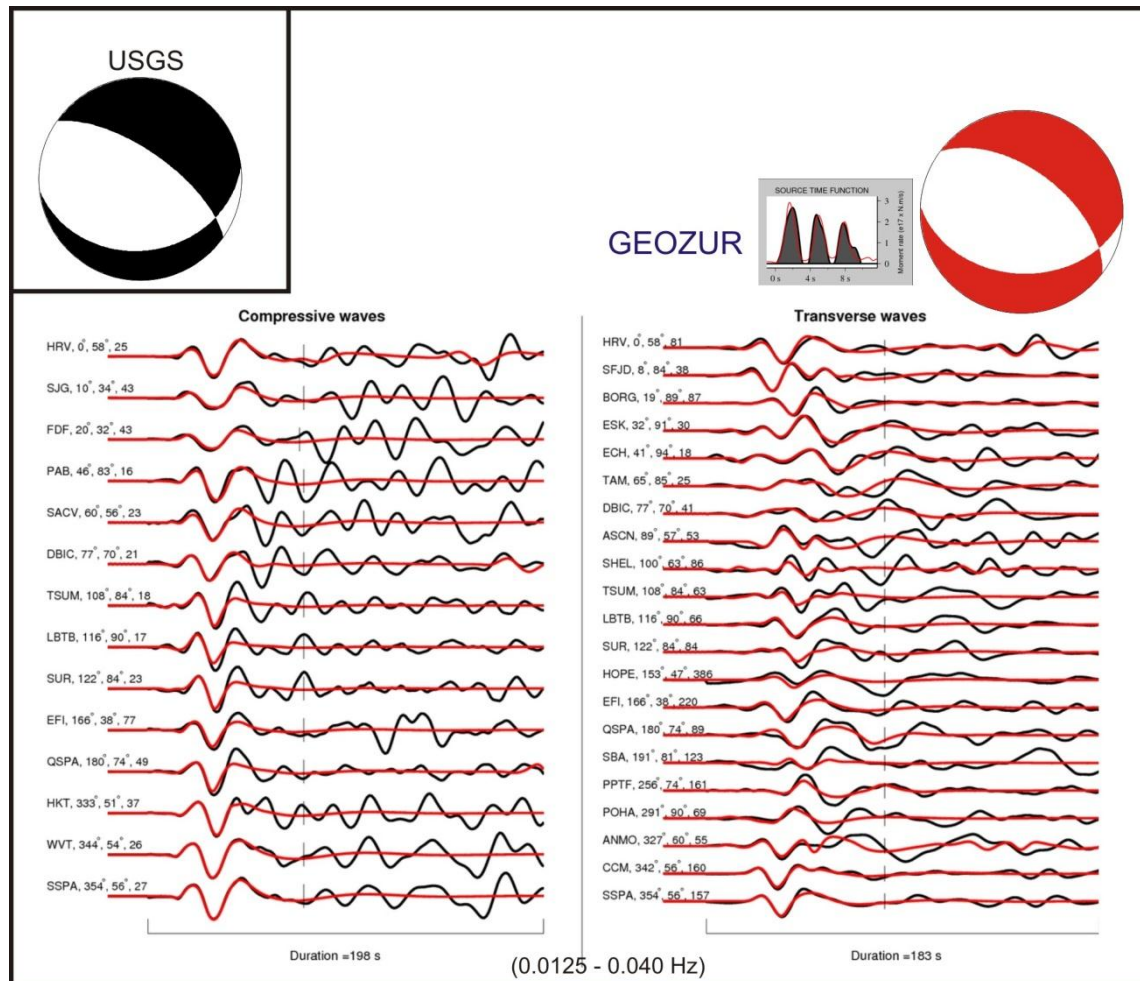 USGS
GEOZUR
SOURCE TIME FUNCTION
3
2
1
0
Moment rate (e17 x N.m/s)
0 s 4 s 8 s
Compressive waves
HRV, 0°, 58°, 25
SJG, 10°, 34°, 43
FDF, 20°, 32°, 43
PAB, 46°, 83°, 16
SACV, 60°, 56°, 23
DBIC, 77°, 70°, 21
TSUM, 108°, 84°, 18
LBTB, 116°, 90°, 17
SUR, 122°, 84°, 23
EFI, 166°, 38°, 77
QSPA, 180°, 74°, 49
HKT, 333°, 51°, 37
WVT, 344°, 54°, 26
SSPA, 354°, 56°, 27
Duration =198 s
Transverse waves
HRV, 0°, 58°, 81
SFJD, 8°, 84°, 38
BORG, 19°, 89°, 87
ESK, 32°, 91°, 30
ECH, 41°, 94°, 18
TAM, 65°, 85°, 25
DBIC, 77°, 70°, 41
ASCN, 89°, 57°, 53
SHEL, 100°, 63°, 86
TSUM, 108°, 84°, 63
LBTB, 116°, 90°, 66
SUR, 122°, 84°, 84
HOPE, 153°, 47°, 386
EFI, 166°, 38°, 220
QSPA, 180°, 74°, 89
SBA, 191°, 81°, 123
PPTF, 256°, 74°, 161
POHA, 291°, 90°, 69
ANMO, 327°, 60°, 55
CCM, 342°, 56°, 160
SSPA, 354°, 56°, 157
Duration =183 s
(0.0125 - 0.040 Hz)